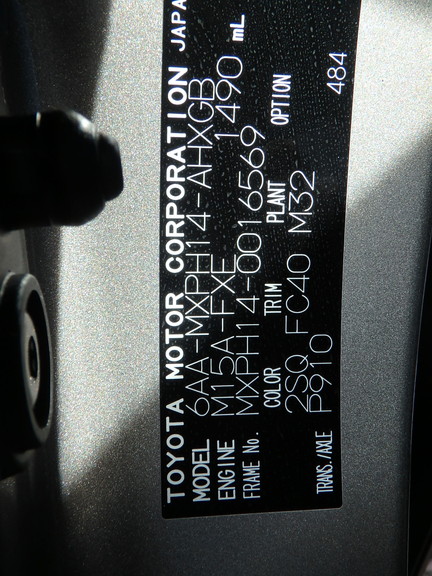 TOYOTA MOTOR CORPORATION JAPA
MODEL 6AA-MXPH14-AHXGB
ENGINE M15A-FXE 1490 mL
FRAME No. MXPH14-0016569
COLOR TRIM PLANT OPTION
2SQ FC40 M32
TRANS./AXLE P910 484